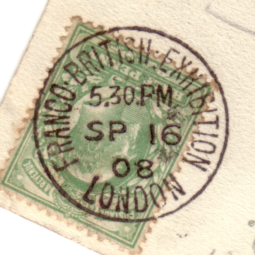 FRANCO·BRITISH·EXHIBITION
5.30.PM
SP 16
08
LONDON